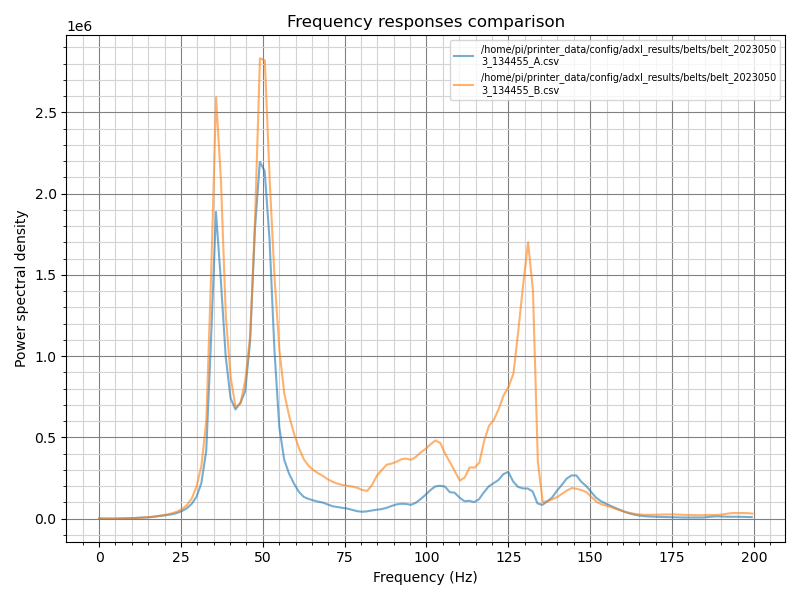 Frequency responses comparison
1e6
/home/pi/printer_data/config/adxl_results/belts/belt_2023050
3_134455_A.csv
/home/pi/printer_data/config/adxl_results/belts/belt_2023050
3_134455_B.csv
Power spectral density
2.5
2.0
1.5
1.0
0.5
0.0
0 25 50 75 100 125 150 175 200
Frequency (Hz)